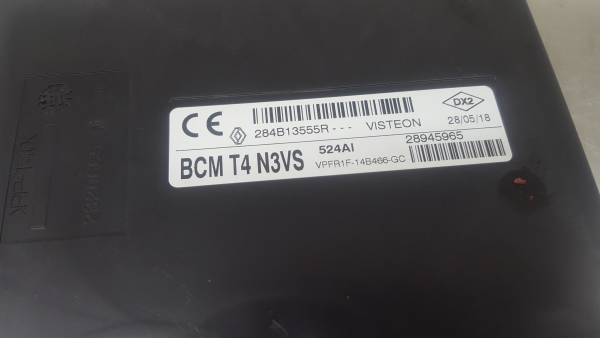 CE 284B13555R--- VISTEON DX2
28/05/18
BCM T4 N3VS 524AI 28945965
VPFR1F-14B466-GC